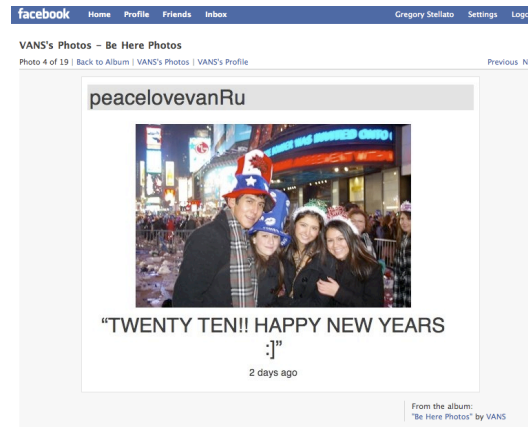 facebook Home Profile Friends Inbox Gregory Stellato Settings Logo
VANS's Photos – Be Here Photos
Photo 4 of 19 | Back to Album | VANS's Photos | VANS's Profile Previous N
peacelovevanRu
“TWENTY TEN!! HAPPY NEW YEARS
:]”
2 days ago
From the album:
"Be Here Photos" by VANS